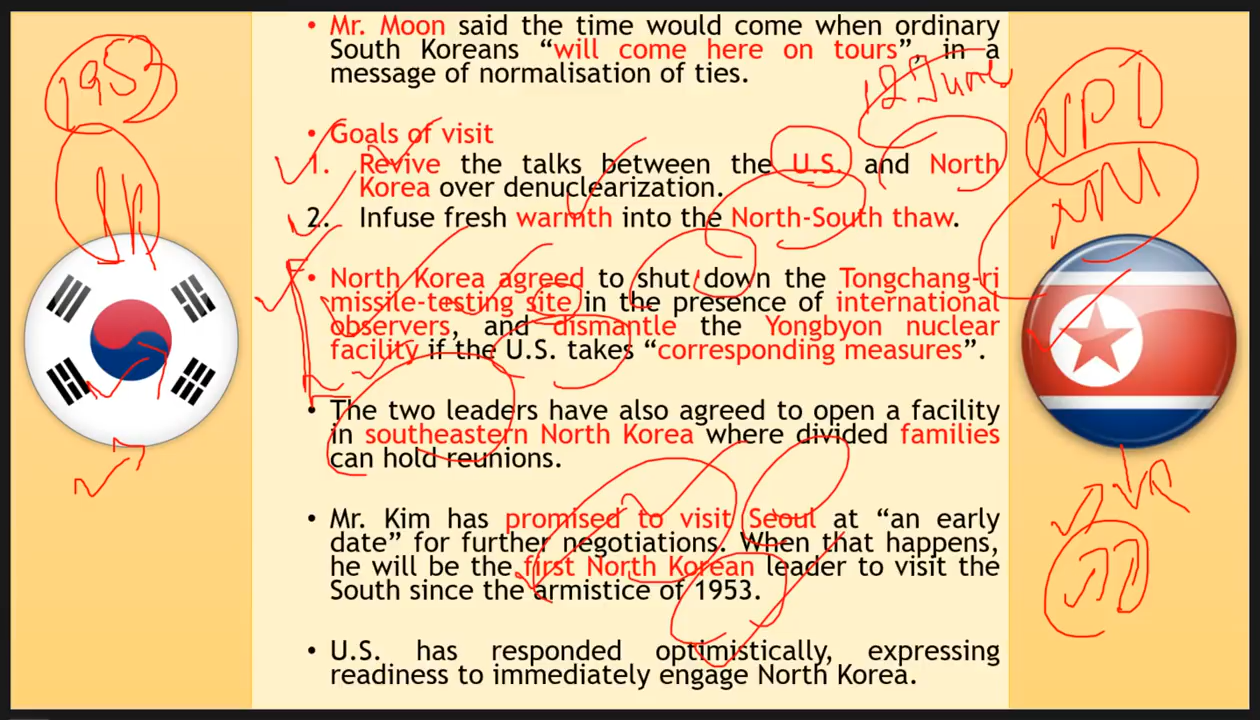 • Mr. Moon said the time would come when ordinary
South Koreans “will come here on tours”, in a
message of normalisation of ties.
12 June
1953
NPT
• Goals of visit
1. Revive the talks between the U.S. and North
Korea over denuclearization.
2. Infuse fresh warmth into the North-South thaw.
• North Korea agreed to shut down the Tongchang-ri
missile-testing site in the presence of international
observers, and dismantle the Yongbyon nuclear
facility if the U.S. takes “corresponding measures”.
• The two leaders have also agreed to open a facility
in southeastern North Korea where divided families
can hold reunions.
• Mr. Kim has promised to visit Seoul at “an early
date” for further negotiations. When that happens,
he will be the first North Korean leader to visit the
South since the armistice of 1953.
• U.S. has responded optimistically, expressing
readiness to immediately engage North Korea.